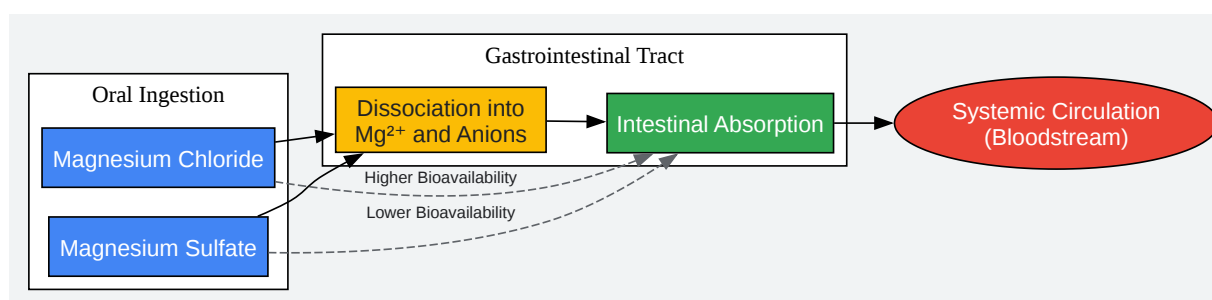 Oral Ingestion
Magnesium Chloride
Magnesium Sulfate
Gastrointestinal Tract
Dissociation into
Mg²⁺ and Anions
Intestinal Absorption
Higher Bioavailability
Lower Bioavailability
Systemic Circulation
(Bloodstream)